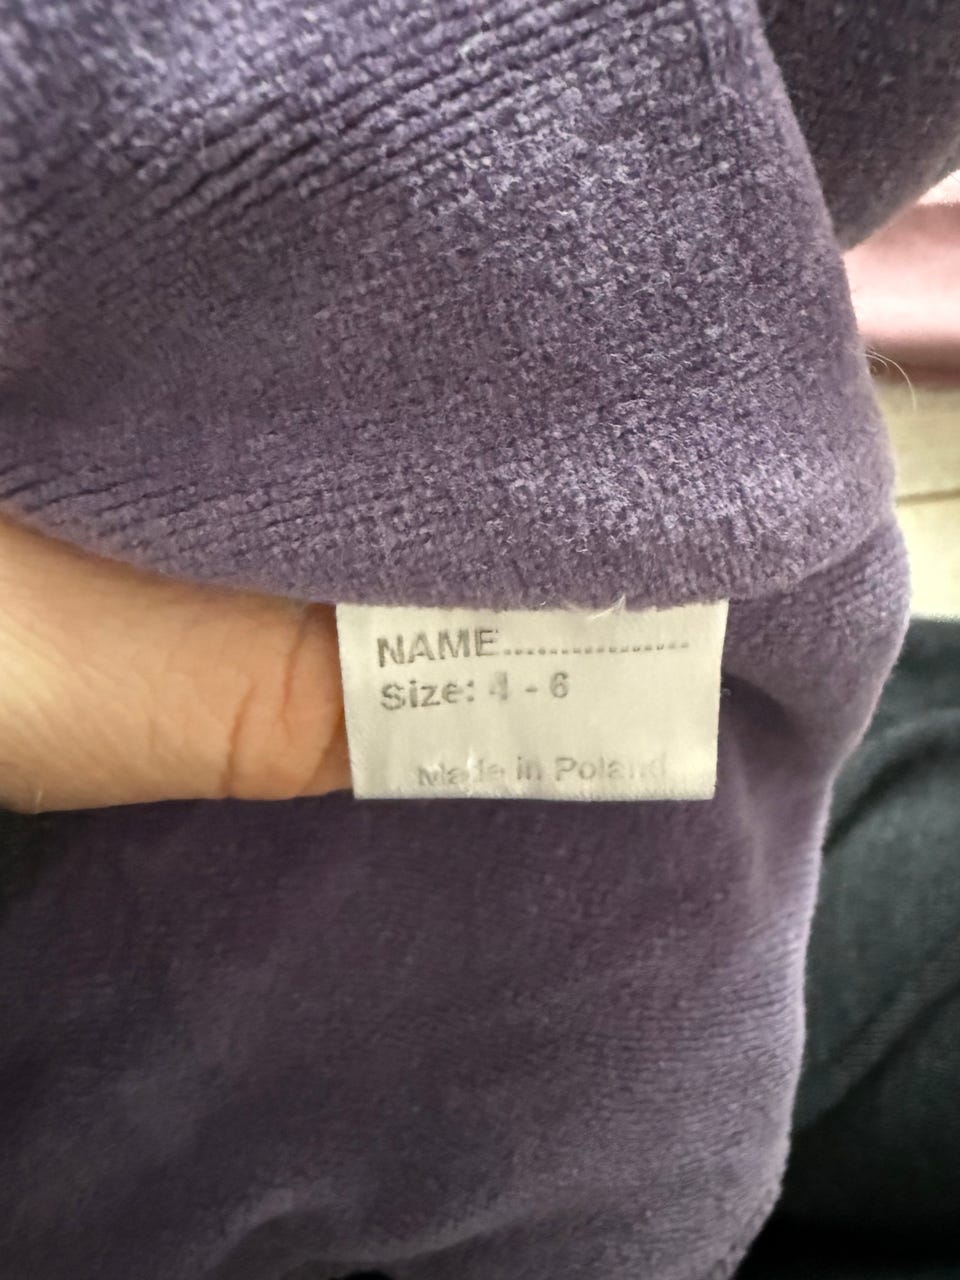 NAME..................
Size: 4 - 6
Made in Poland